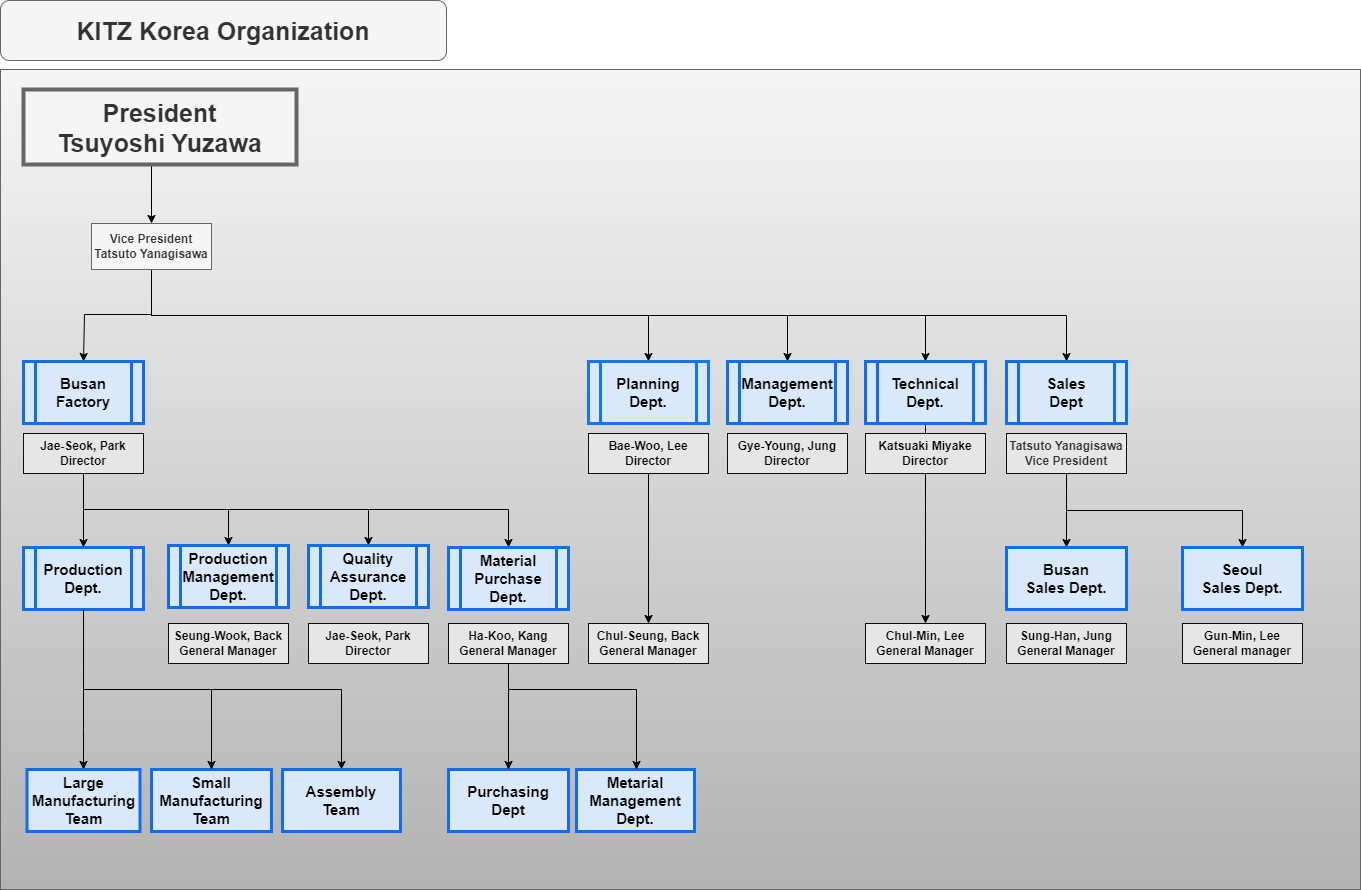 KITZ Korea Organization
President
Tsuyoshi Yuzawa
Vice President
Tatsuto Yanagisawa
Busan
Factory
Planning
Dept.
Management
Dept.
Technical
Dept.
Sales
Dept
Jae-Seok, Park
Director
Bae-Woo, Lee
Director
Gye-Young, Jung
Director
Katsuaki Miyake
Director
Tatsuto Yanagisawa
Vice President
Production
Dept.
Production
Management
Dept.
Quality
Assurance
Dept.
Material
Purchase
Dept.
Busan
Sales Dept.
Seoul
Sales Dept.
Seung-Wook, Back
General Manager
Jae-Seok, Park
Director
Ha-Koo, Kang
General Manager
Chul-Seung, Back
General Manager
Chul-Min, Lee
General Manager
Sung-Han, Jung
General Manager
Gun-Min, Lee
General manager
Large
Manufacturing
Team
Small
Manufacturing
Team
Assembly
Team
Purchasing
Dept
Metarial
Management
Dept.